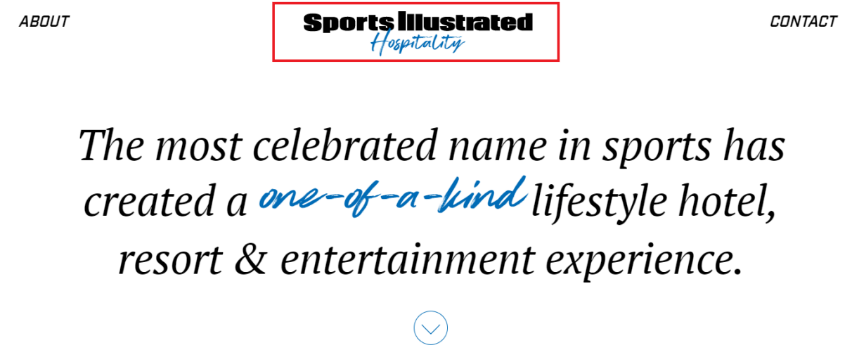 ABOUT
Sports Illustrated
CONTACT
Hospitality
The most celebrated name in sports has
created a one-of-a-kind lifestyle hotel,
resort & entertainment experience.